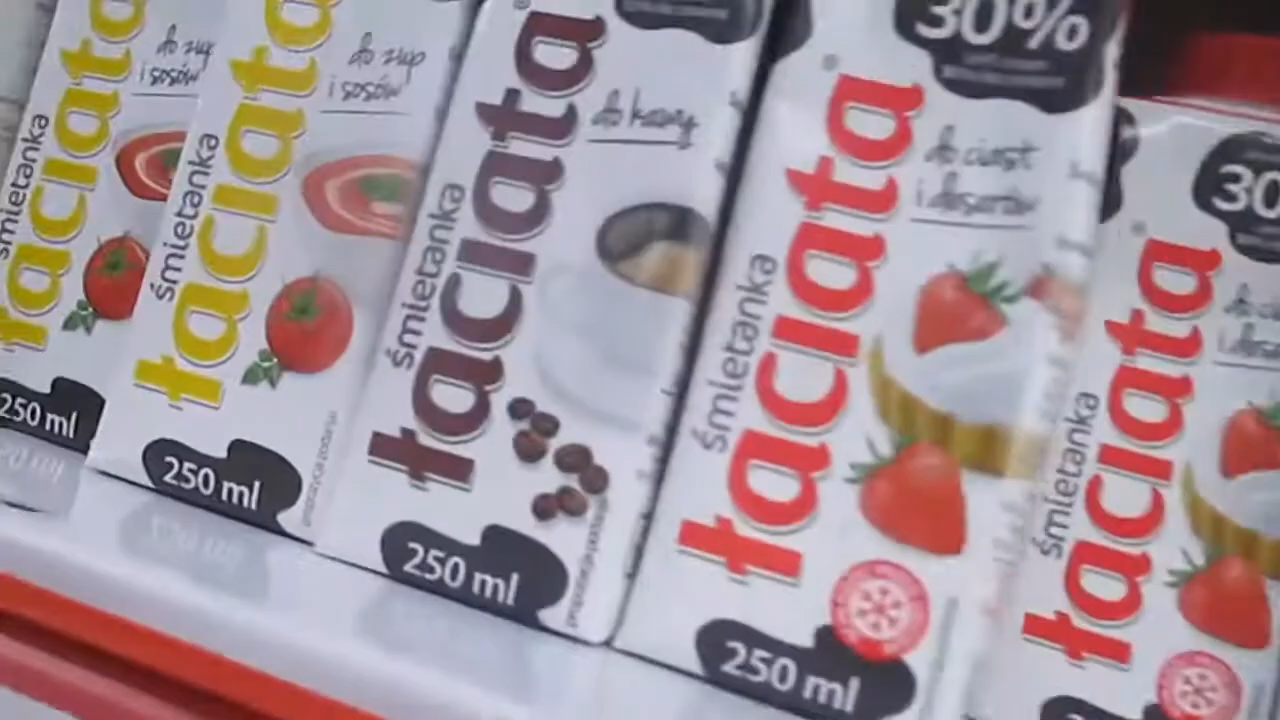 śmietanka
łaciata
do zup
i sosów
250 ml
śmietanka
łaciata
do zup
i sosów
250 ml
śmietanka
łaciata
do kawy
250 ml
30%
śmietanka
łaciata
do ciast
i deserów
250 ml
30
śmietanka
łaciata